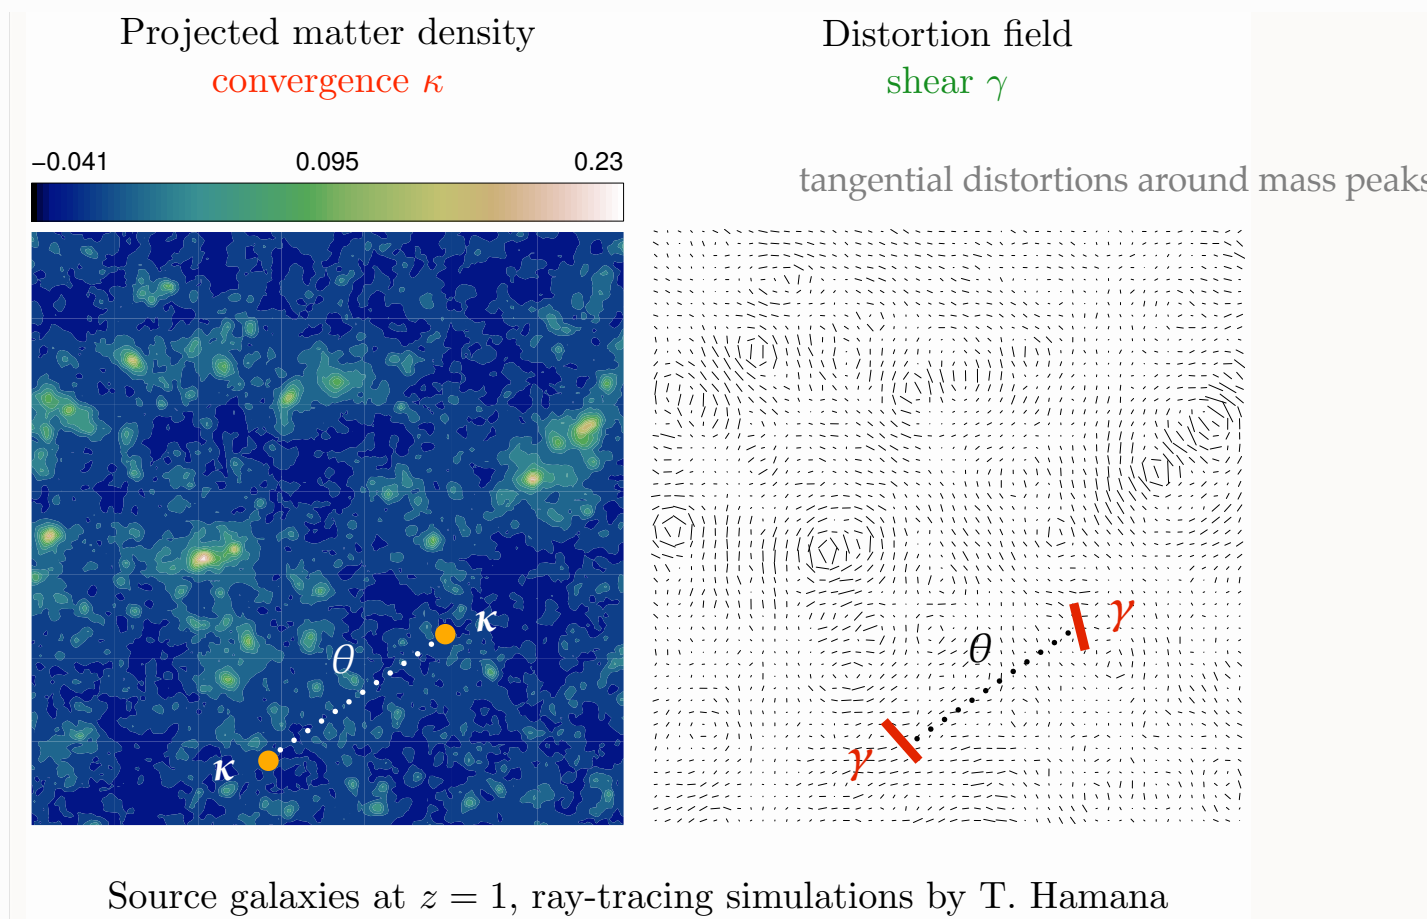 Projected matter density
convergence κ
Distortion field
shear γ
−0.041 0.095 0.23
tangential distortions around mass peaks
κ
θ
κ
γ
θ
γ
Source galaxies at z = 1, ray-tracing simulations by T. Hamana